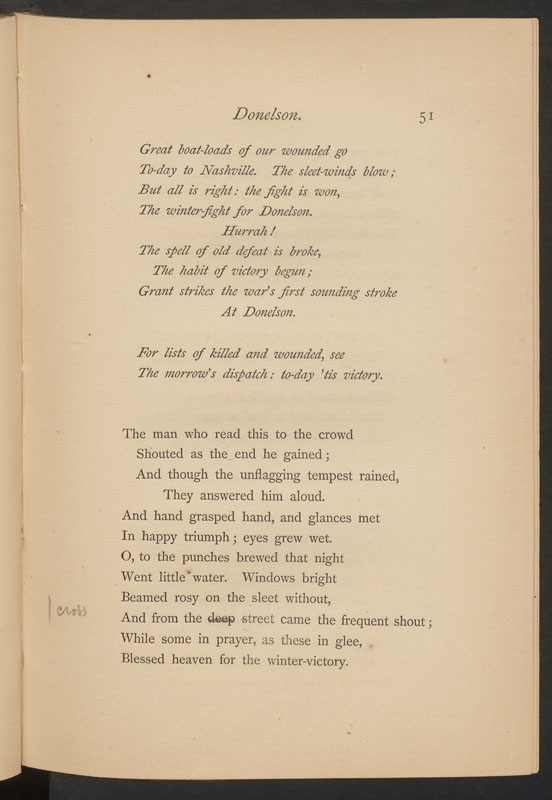 Donelson. 51
Great boat-loads of our wounded go
To-day to Nashville. The sleet-winds blow;
But all is right: the fight is won,
The winter-fight for Donelson.
Hurrah!
The spell of old defeat is broke,
The habit of victory begun;
Grant strikes the war's first sounding stroke
At Donelson.
For lists of killed and wounded, see
The morrow's dispatch: to-day 'tis victory.
The man who read this to the crowd
Shouted as the end he gained;
And though the unflagging tempest rained,
They answered him aloud.
And hand grasped hand, and glances met
In happy triumph; eyes grew wet.
O, to the punches brewed that night
Went little water. Windows bright
Beamed rosy on the sleet without,
cross
And from the deep street came the frequent shout;
While some in prayer, as these in glee,
Blessed heaven for the winter-victory.